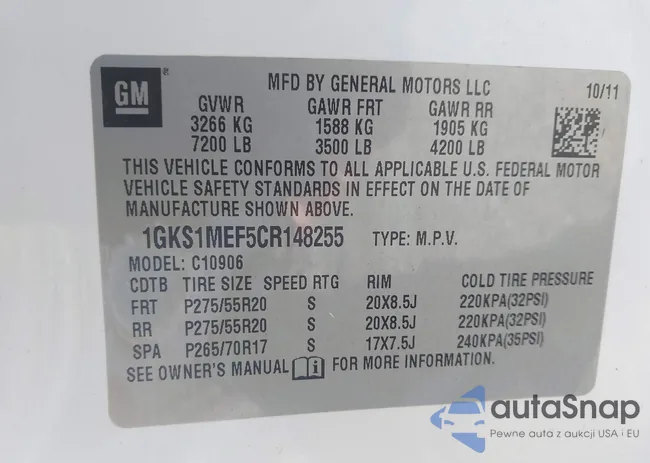 GM
MFD BY GENERAL MOTORS LLC 10/11
GVWR GAWR FRT GAWR RR
3266 KG 1588 KG 1905 KG
7200 LB 3500 LB 4200 LB
THIS VEHICLE CONFORMS TO ALL APPLICABLE U.S. FEDERAL MOTOR
VEHICLE SAFETY STANDARDS IN EFFECT ON THE DATE OF
MANUFACTURE SHOWN ABOVE.
1GKS1MEF5CR148255 TYPE: M.P.V.
MODEL: C10906
CDTB TIRE SIZE SPEED RTG RIM COLD TIRE PRESSURE
FRT P275/55R20 S 20X8.5J 220KPA(32PSI)
RR P275/55R20 S 20X8.5J 220KPA(32PSI)
SPA P265/70R17 S 17X7.5J 240KPA(35PSI)
SEE OWNER'S MANUAL i FOR MORE INFORMATION.
autaSnap
Pewne auta z aukcji USA i EU